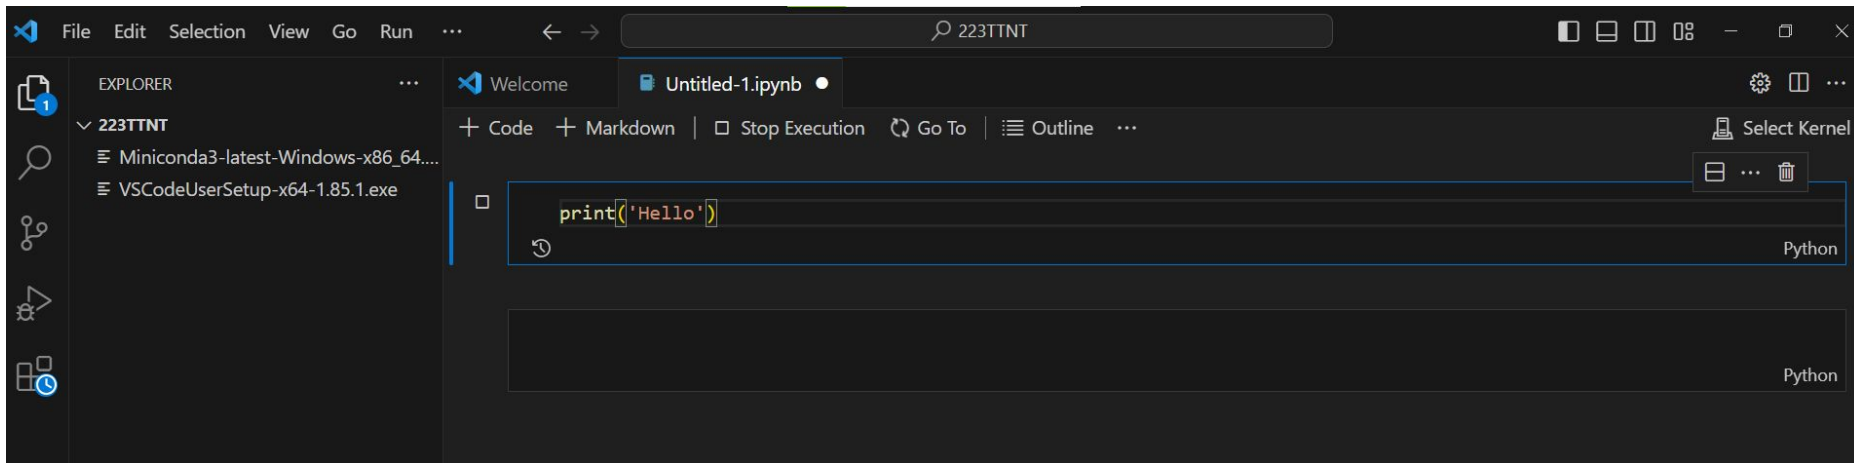 File Edit Selection View Go Run ··· ← → 223TTNT
EXPLORER ···
223TTNT
Miniconda3-latest-Windows-x86_64....
VSCodeUserSetup-x64-1.85.1.exe
Welcome Untitled-1.ipynb
+ Code + Markdown | Stop Execution Go To | Outline ··· Select Kernel
print('Hello')
Python
Python
1